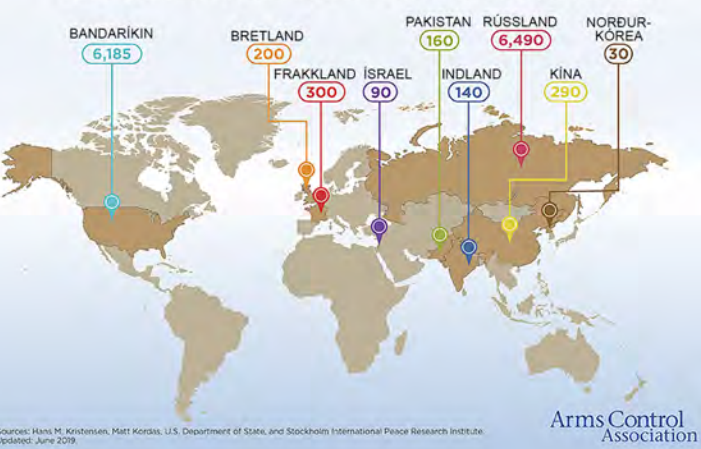 BANDARÍKIN
6,185
BRETLAND
200
FRAKKLAND
300
ÍSRAEL
90
PAKISTAN
160
INDLAND
140
RÚSSLAND
6,490
KÍNA
290
NORÐUR-
KÓREA
30
Sources: Hans M. Kristensen, Matt Kordas, U.S. Department of State, and Stockholm International Peace Research Institute.
Updated: June 2019.
Arms Control
Association